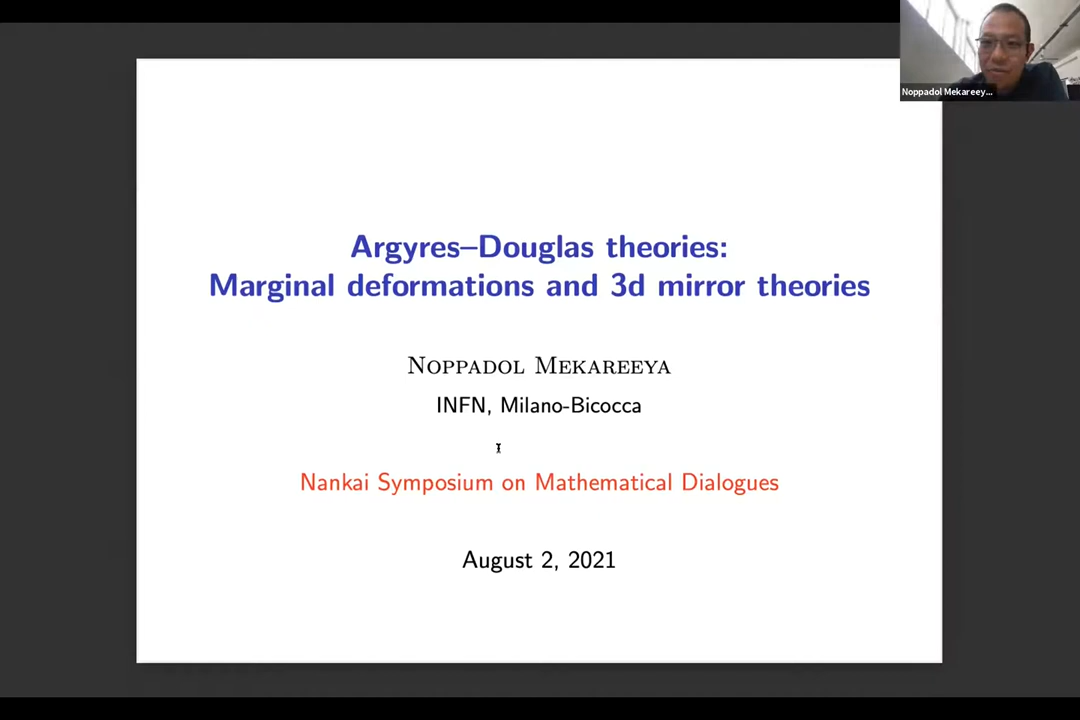 Noppadol Mekareey...
Argyres–Douglas theories:
Marginal deformations and 3d mirror theories
Noppadol Mekareeya
INFN, Milano-Bicocca
Nankai Symposium on Mathematical Dialogues
August 2, 2021